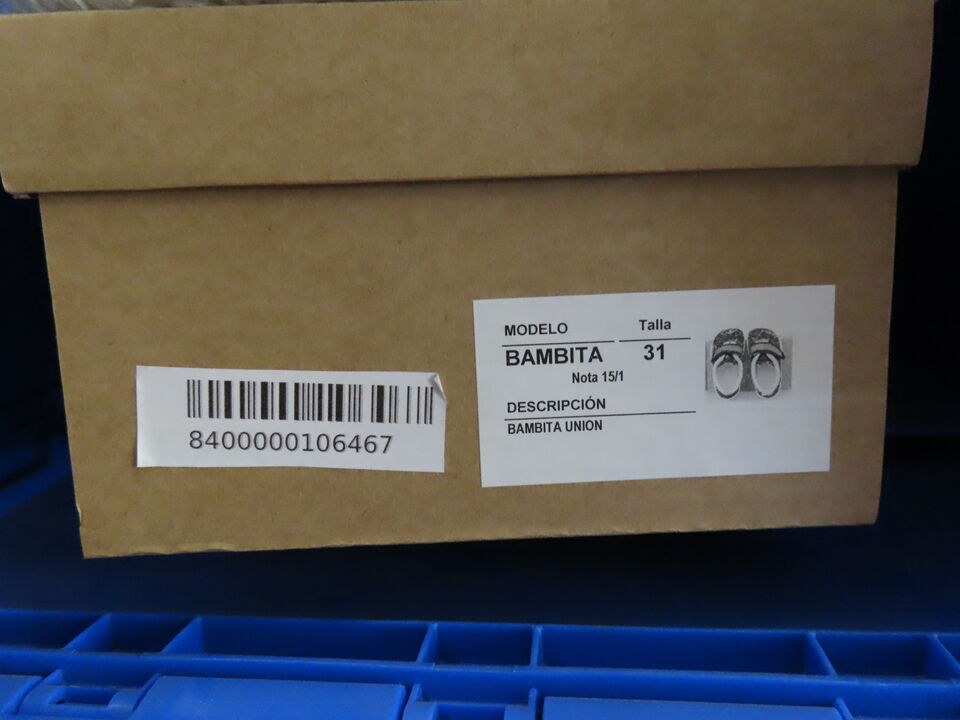 8400000106467
MODELO Talla
BAMBITA 31
Nota 15/1
DESCRIPCIÓN
BAMBITA UNION